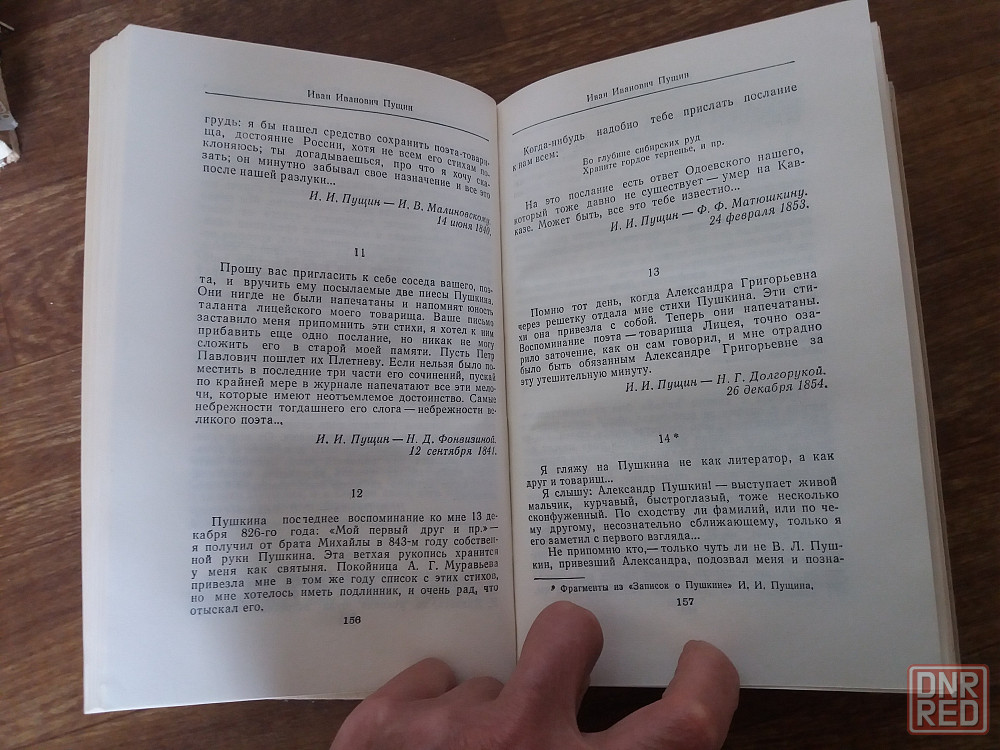 Иван Иванович Пущин
грудь: я бы нашел средство сохранить поэта-товари-
ща, достояние России, хотя не всем его стихам по-
клоняюсь; ты догадываешься, про что я хочу ска-
зать; он минутно забывал свое назначение и все это
после нашей разлуки...
И. И. Пущин — И. В. Малиновскому.
14 июня 1840.
11
Прошу вас пригласить к себе соседа вашего, поэ-
та, и вручить ему посылаемые две пиесы Пушкина.
Они нигде не были напечатаны и напомнят юность
таланта лицейского моего товарища. Ваше письмо
заставило меня припомнить эти стихи, я хотел к ним
прибавить еще одно послание, но никак не могу
сложить его в старой моей памяти. Пусть Петр
Павлович пошлет их Плетневу. Если нельзя было по-
местить в последние три части его сочинений, пускай
по крайней мере в журнале напечатают все эти мело-
чи, которые имеют неотъемлемое достоинство. Самые
небрежности тогдашнего его слога — небрежности ве-
ликого поэта...
И. И. Пущин — Н. Д. Фонвизиной.
12 сентября 1841.
12
Пушкина последнее воспоминание ко мне 13 де-
кабря 826-го года: «Мой первый друг и пр.» —
я получил от брата Михайлы в 843-м году собствен-
ной руки Пушкина. Эта ветхая рукопись хранится
у меня как святыня. Покойница А. Г. Муравьева
привезла мне в том же году список с этих стихов,
но мне хотелось иметь подлинник, и очень рад, что
отыскал его.
156
Иван Иванович Пущин
Когда-нибудь надобно тебе прислать послание
к нам всем:
Во глубине сибирских руд
Храните гордое терпенье, и пр.
На это послание есть ответ Одоевского нашего,
который тоже давно не существует — умер на Кав-
казе. Может быть, все это тебе известно...
И. И. Пущин — Ф. Ф. Матюшкину.
24 февраля 1853.
13
Помню тот день, когда Александра Григорьевна
через решетку отдала мне стихи Пушкина. Эти сти-
хи она привезла с собой. Теперь они напечатаны.
Воспоминание поэта — товарища Лицея, точно оза-
рило заточение, как он сам говорил, и мне отрадно
было быть обязанным Александре Григорьевне за
эту утешительную минуту.
И. И. Пущин — Н. Г. Долгорукой.
26 декабря 1854.
14 *
Я гляжу на Пушкина не как литератор, а как
друг и товарищ...
Я слышу: Александр Пушкин! — выступает живой
мальчик, курчавый, быстроглазый, тоже несколько
сконфуженный. По сходству ли фамилий, или по че-
му другому, несознательно сближающему, только я
его заметил с первого взгляда...
Не припомню кто, — только чуть ли не В. Л. Пуш-
кин, привезший Александра, подозвал меня и позна-
* Фрагменты из «Записок о Пушкине» И. И. Пущина.
157
DNR
RED